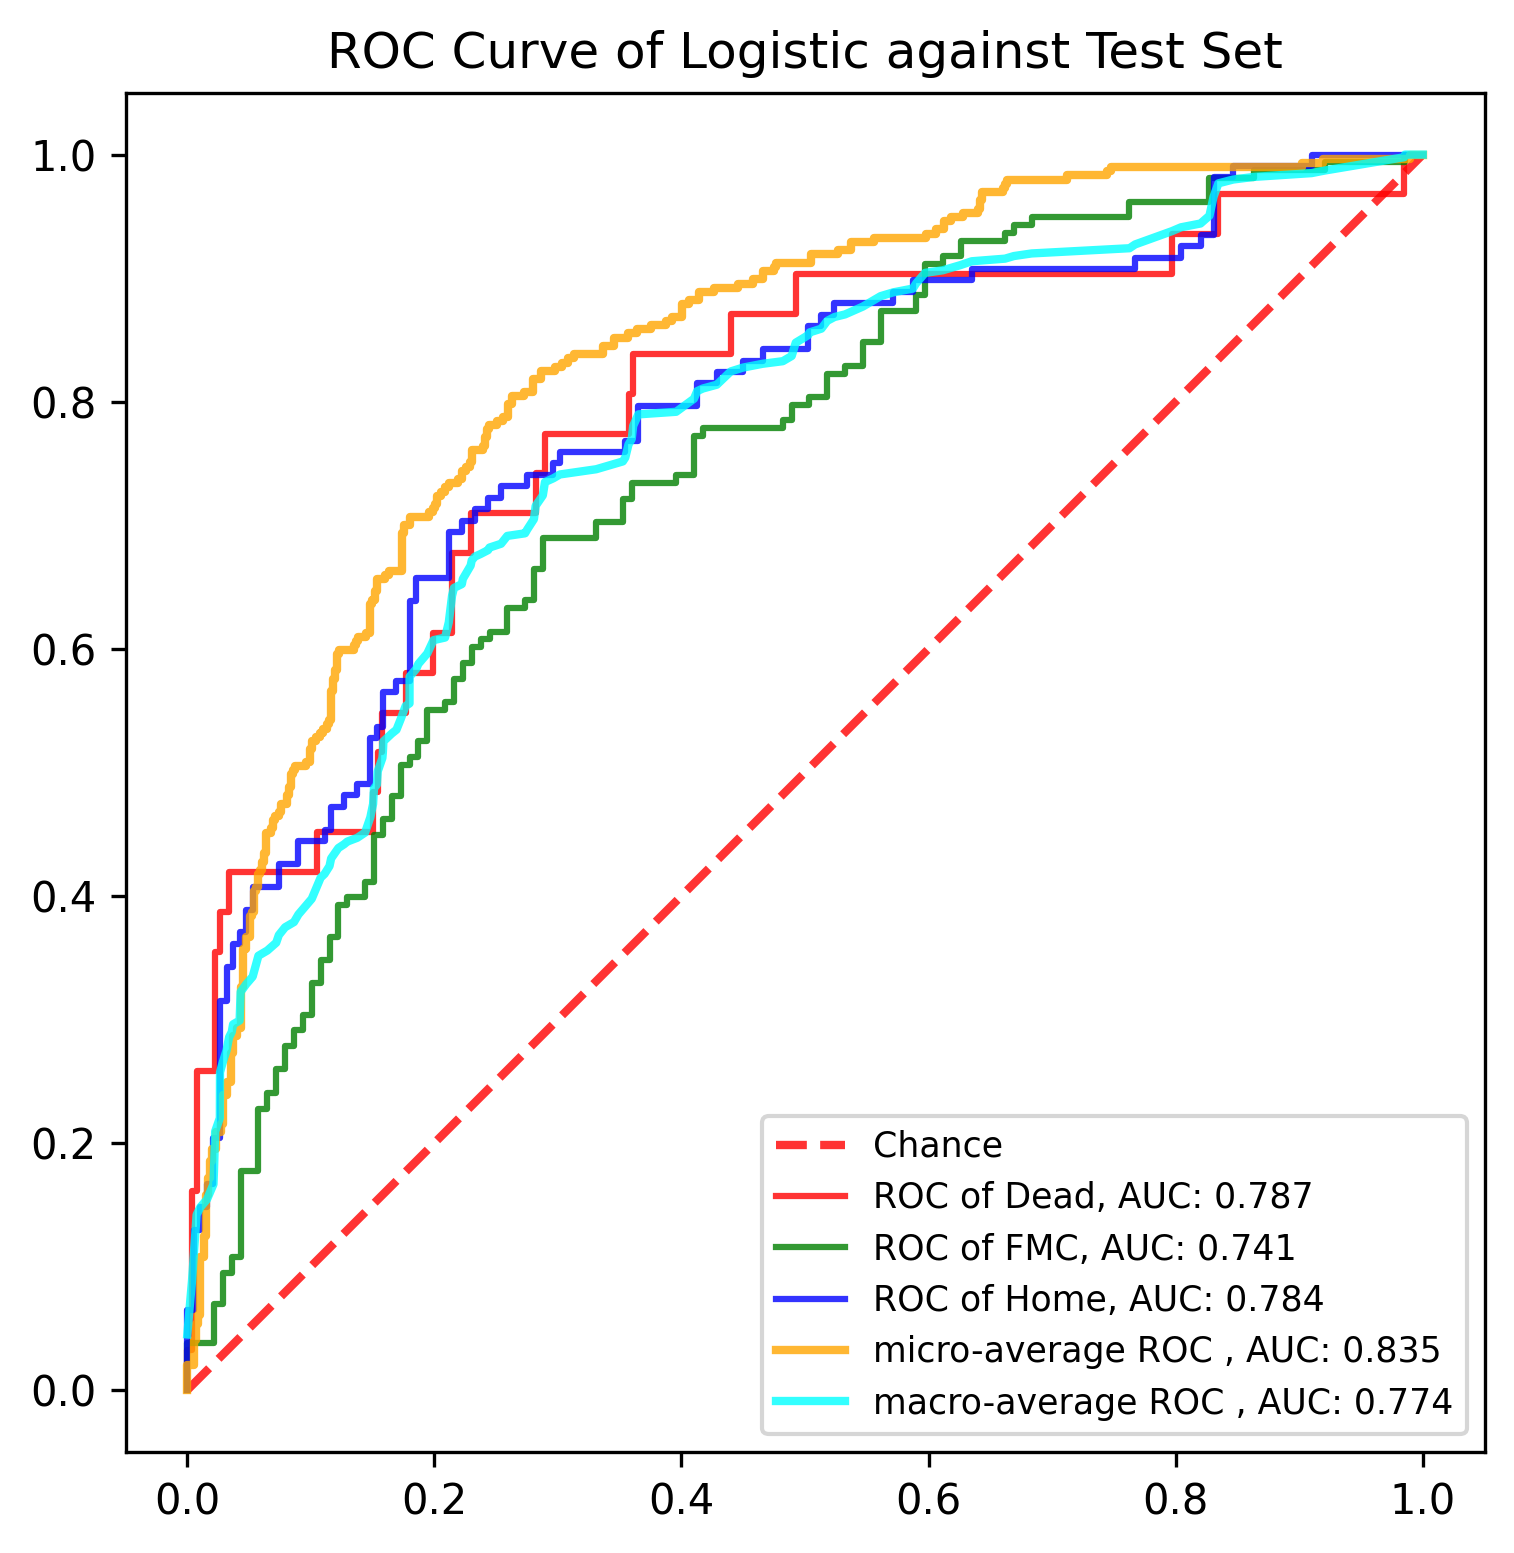 ROC Curve of Logistic against Test Set
1.0
0.8
0.6
0.4
0.2
0.0
Chance
ROC of Dead, AUC: 0.787
ROC of FMC, AUC: 0.741
ROC of Home, AUC: 0.784
micro-average ROC , AUC: 0.835
macro-average ROC , AUC: 0.774
0.0 0.2 0.4 0.6 0.8 1.0